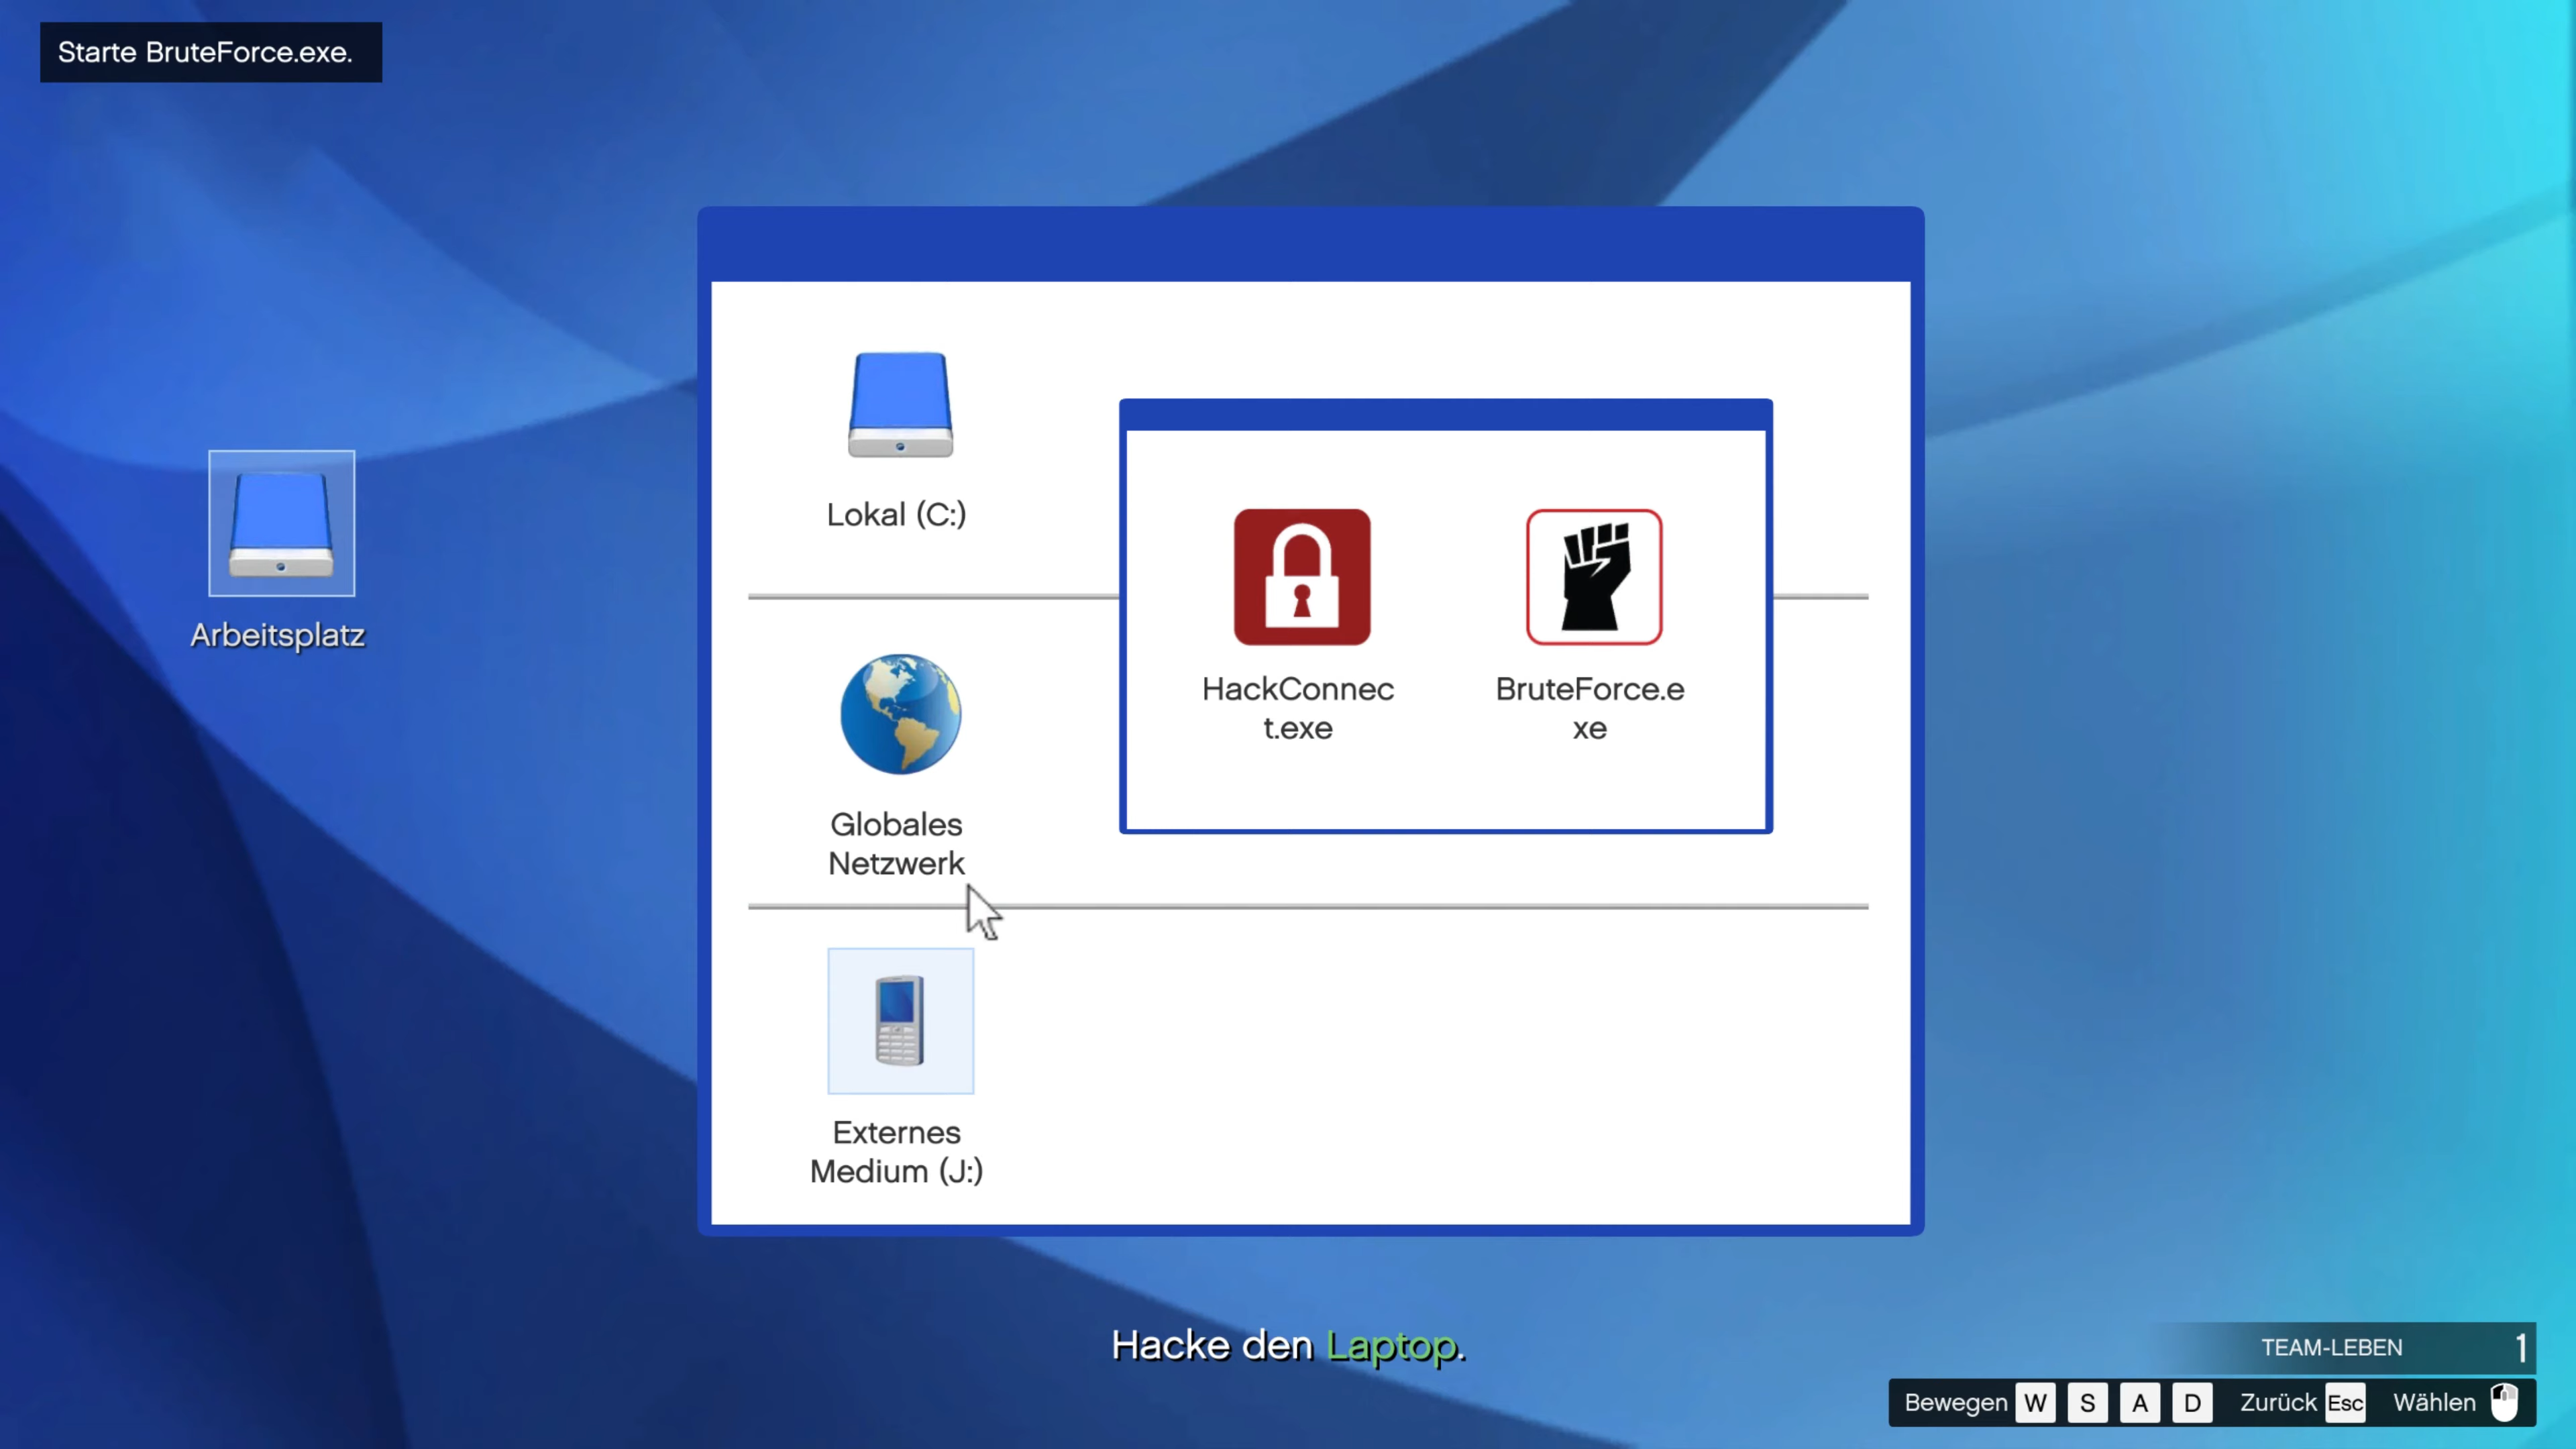 Starte BruteForce.exe.
Arbeitsplatz
Lokal (C:)
HackConnec
t.exe
BruteForce.e
xe
Globales
Netzwerk
Externes
Medium (J:)
Hacke den Laptop.
TEAM-LEBEN 1
Bewegen W S A D Zurück Esc Wählen